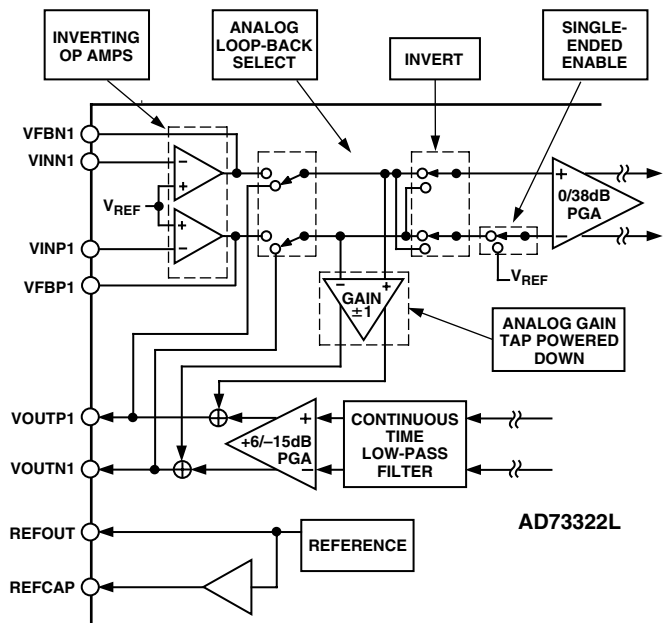 INVERTING
OP AMPS
ANALOG
LOOP-BACK
SELECT
INVERT
SINGLE-
ENDED
ENABLE
VFBN1
VINN1
VREF
VINP1
VFBP1
–
+
+
–
+
0/38dB
PGA
–
VREF
–
+
GAIN
±1
ANALOG GAIN
TAP POWERED
DOWN
VOUTP1
VOUTN1
+
+6/–15dB
PGA
–
CONTINUOUS
TIME
LOW-PASS
FILTER
AD73322L
REFOUT
REFERENCE
REFCAP